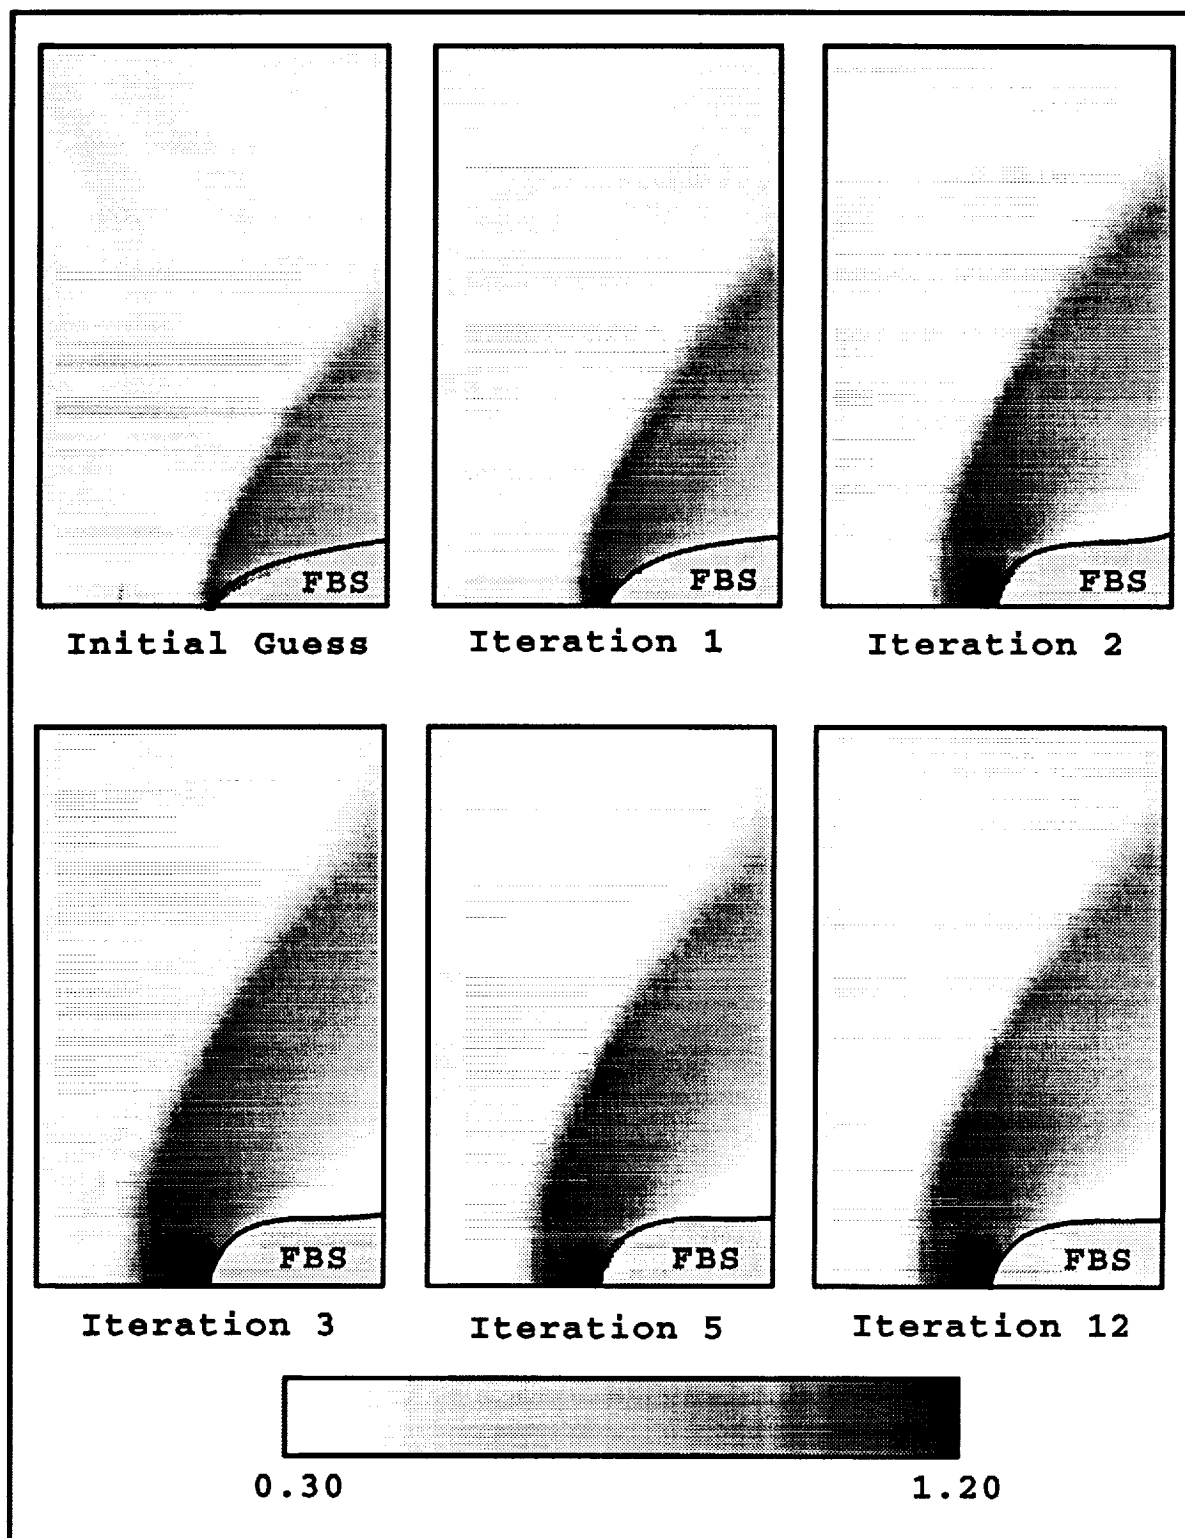 FBS FBS FBS
Initial Guess Iteration 1 Iteration 2
FBS FBS FBS
Iteration 3 Iteration 5 Iteration 12
0.30 1.20